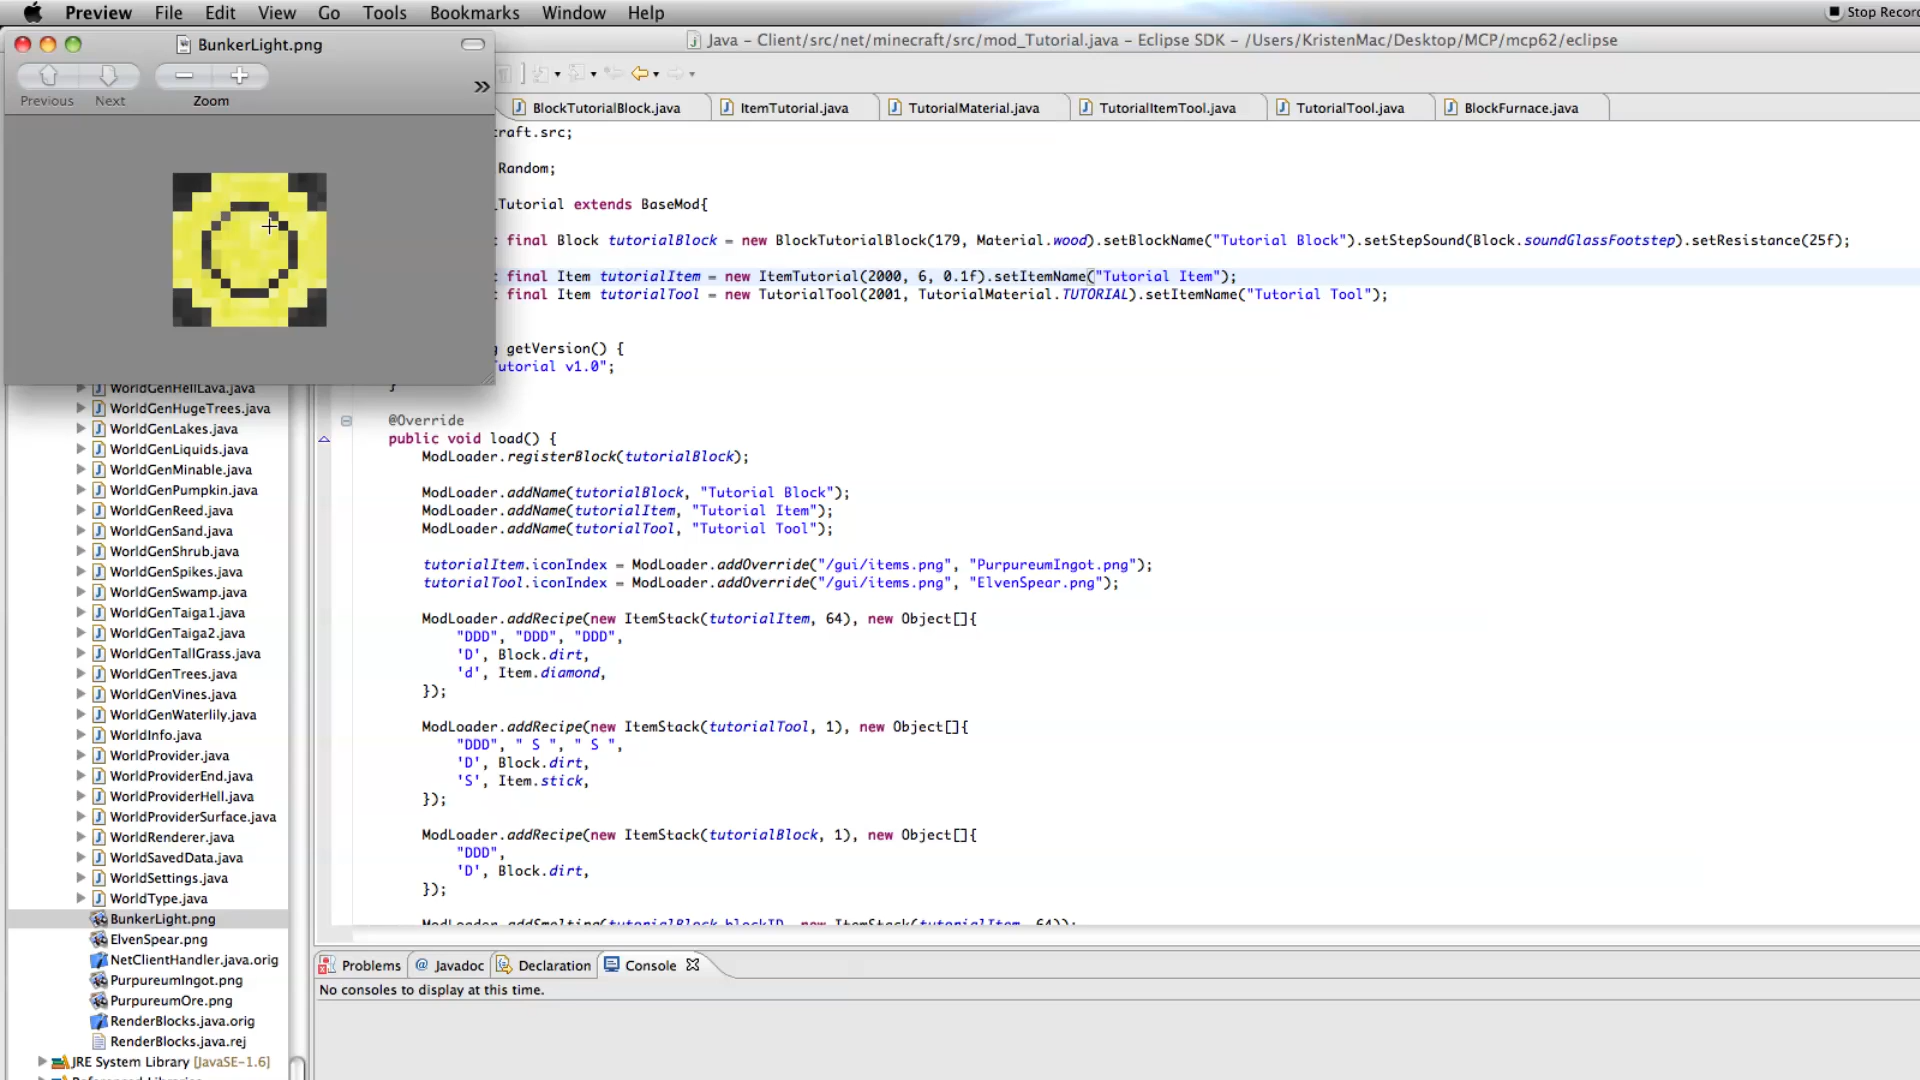 Preview File Edit View Go Tools Bookmarks Window Help Stop Recor
BunkerLight.png
Previous Next Zoom
Java – Client/src/net/minecraft/src/mod_Tutorial.java – Eclipse SDK – /Users/KristenMac/Desktop/MCP/mcp62/eclipse
BlockTutorialBlock.java ItemTutorial.java TutorialMaterial.java TutorialItemTool.java TutorialTool.java BlockFurnace.java
craft.src;
Random;
_Tutorial extends BaseMod{
final Block tutorialBlock = new BlockTutorialBlock(179, Material.wood).setBlockName("Tutorial Block").setStepSound(Block.soundGlassFootstep).setResistance(25f);
final Item tutorialItem = new ItemTutorial(2000, 6, 0.1f).setItemName("Tutorial Item");
final Item tutorialTool = new TutorialTool(2001, TutorialMaterial.TUTORIAL).setItemName("Tutorial Tool");
g getVersion() {
Tutorial v1.0";
}
@Override
public void load() {
ModLoader.registerBlock(tutorialBlock);
ModLoader.addName(tutorialBlock, "Tutorial Block");
ModLoader.addName(tutorialItem, "Tutorial Item");
ModLoader.addName(tutorialTool, "Tutorial Tool");
tutorialItem.iconIndex = ModLoader.addOverride("/gui/items.png", "PurpureumIngot.png");
tutorialTool.iconIndex = ModLoader.addOverride("/gui/items.png", "ElvenSpear.png");
ModLoader.addRecipe(new ItemStack(tutorialItem, 64), new Object[]{
"DDD", "DDD", "DDD",
'D', Block.dirt,
'd', Item.diamond,
});
ModLoader.addRecipe(new ItemStack(tutorialTool, 1), new Object[]{
"DDD", " S ", " S ",
'D', Block.dirt,
'S', Item.stick,
});
ModLoader.addRecipe(new ItemStack(tutorialBlock, 1), new Object[]{
"DDD",
'D', Block.dirt,
});
ModLoader.addSmelting(tutorialBlock.blockID, new ItemStack(tutorialItem, 64));
WorldGenHellLava.java
WorldGenHugeTrees.java
WorldGenLakes.java
WorldGenLiquids.java
WorldGenMinable.java
WorldGenPumpkin.java
WorldGenReed.java
WorldGenSand.java
WorldGenShrub.java
WorldGenSpikes.java
WorldGenSwamp.java
WorldGenTaiga1.java
WorldGenTaiga2.java
WorldGenTallGrass.java
WorldGenTrees.java
WorldGenVines.java
WorldGenWaterlily.java
WorldInfo.java
WorldProvider.java
WorldProviderEnd.java
WorldProviderHell.java
WorldProviderSurface.java
WorldRenderer.java
WorldSavedData.java
WorldSettings.java
WorldType.java
BunkerLight.png
ElvenSpear.png
NetClientHandler.java.orig
PurpureumIngot.png
PurpureumOre.png
RenderBlocks.java.orig
RenderBlocks.java.rej
JRE System Library [JavaSE-1.6]
Problems Javadoc Declaration Console
No consoles to display at this time.